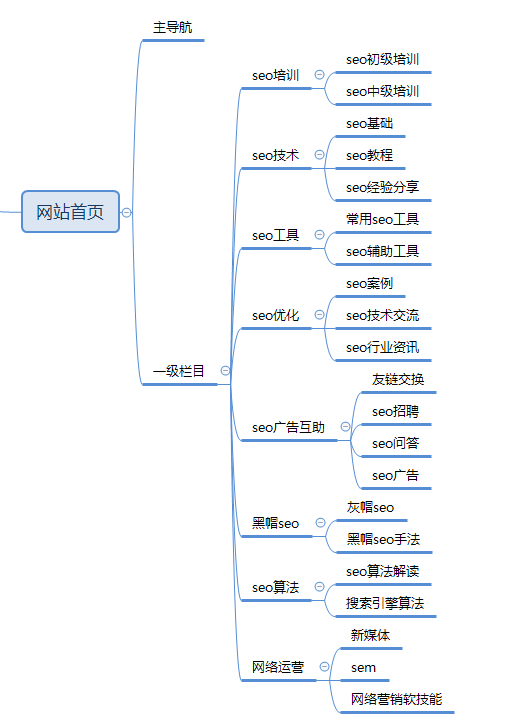 网站首页
主导航
一级栏目
seo培训
seo初级培训
seo中级培训
seo技术
seo基础
seo教程
seo经验分享
seo工具
常用seo工具
seo辅助工具
seo优化
seo案例
seo技术交流
seo行业资讯
seo广告互助
友链交换
seo招聘
seo问答
seo广告
黑帽seo
灰帽seo
黑帽seo手法
seo算法
seo算法解读
搜索引擎算法
网络运营
新媒体
sem
网络营销软技能